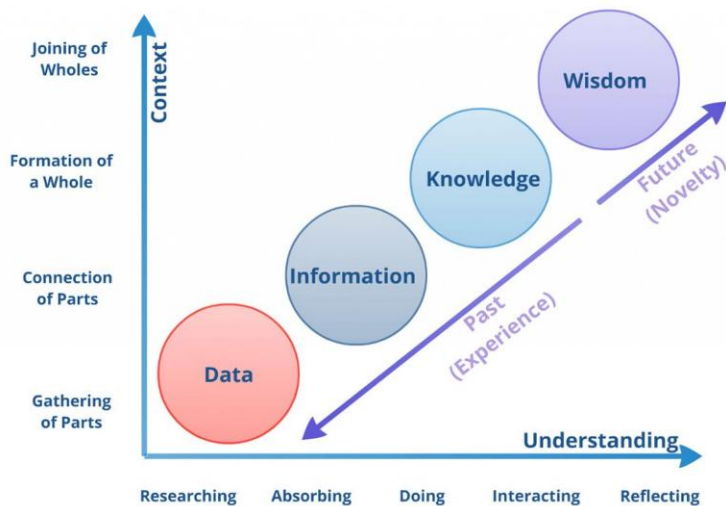 Joining of
Wholes
Context
Wisdom
Formation of
a Whole
Knowledge
Future
(Novelty)
Connection
of Parts
Information
Past
(Experience)
Data
Gathering
of Parts
Understanding
Researching
Absorbing
Doing
Interacting
Reflecting